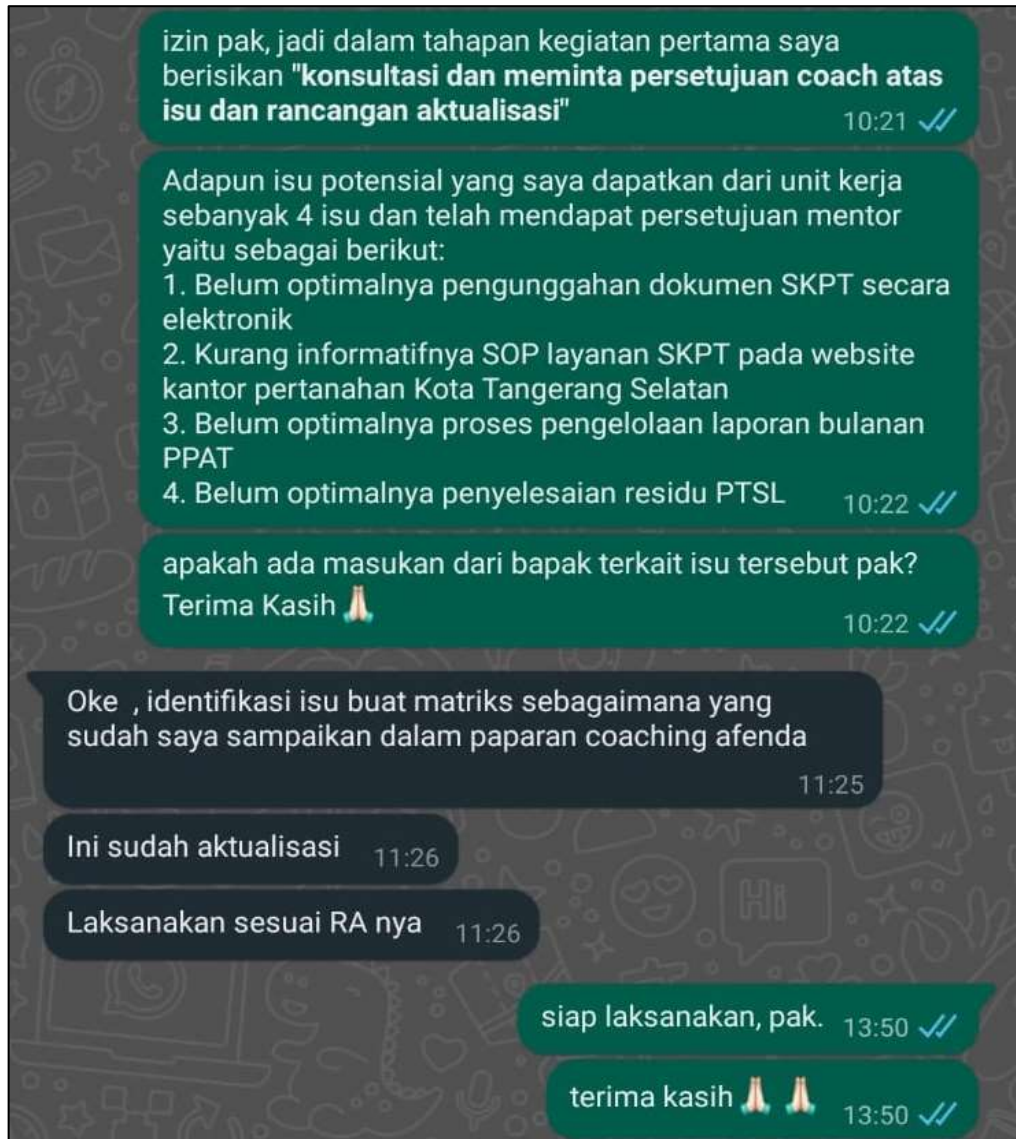 izin pak, jadi dalam tahapan kegiatan pertama saya
berisikan "konsultasi dan meminta persetujuan coach atas
isu dan rancangan aktualisasi"
10:21
Adapun isu potensial yang saya dapatkan dari unit kerja
sebanyak 4 isu dan telah mendapat persetujuan mentor
yaitu sebagai berikut:
1. Belum optimalnya pengunggahan dokumen SKPT secara
elektronik
2. Kurang informatifnya SOP layanan SKPT pada website
kantor pertanahan Kota Tangerang Selatan
3. Belum optimalnya proses pengelolaan laporan bulanan
PPAT
4. Belum optimalnya penyelesaian residu PTSL 10:22
apakah ada masukan dari bapak terkait isu tersebut pak?
Terima Kasih 🙏🏻
10:22
Oke , identifikasi isu buat matriks sebagaimana yang
sudah saya sampaikan dalam paparan coaching afenda
11:25
Ini sudah aktualisasi 11:26
Laksanakan sesuai RA nya 11:26
siap laksanakan, pak. 13:50
terima kasih 🙏🏻 🙏🏻 13:50
Hi